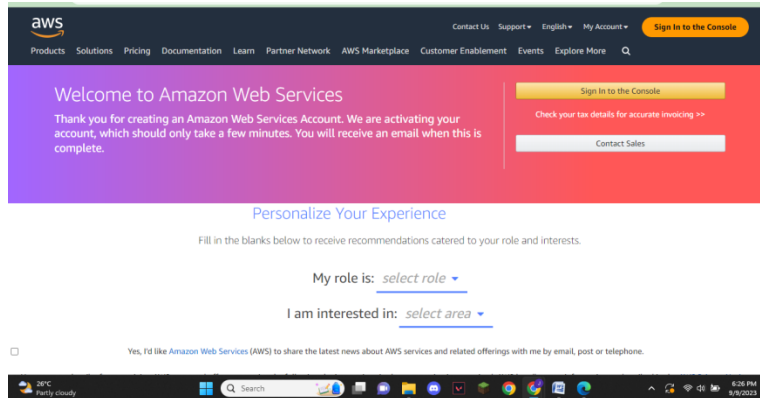 aws
Contact Us Support English My Account Sign In to the Console
Products Solutions Pricing Documentation Learn Partner Network AWS Marketplace Customer Enablement Events Explore More
Welcome to Amazon Web Services
Thank you for creating an Amazon Web Services Account. We are activating your
account, which should only take a few minutes. You will receive an email when this is
complete.
Sign In to the Console
Check your tax details for accurate invoicing >>
Contact Sales
Personalize Your Experience
Fill in the blanks below to receive recommendations catered to your role and interests.
My role is: select role
I am interested in: select area
Yes, I'd like Amazon Web Services (AWS) to share the latest news about AWS services and related offerings with me by email, post or telephone.
26°C
Partly cloudy
Search
6:26 PM
9/9/2023